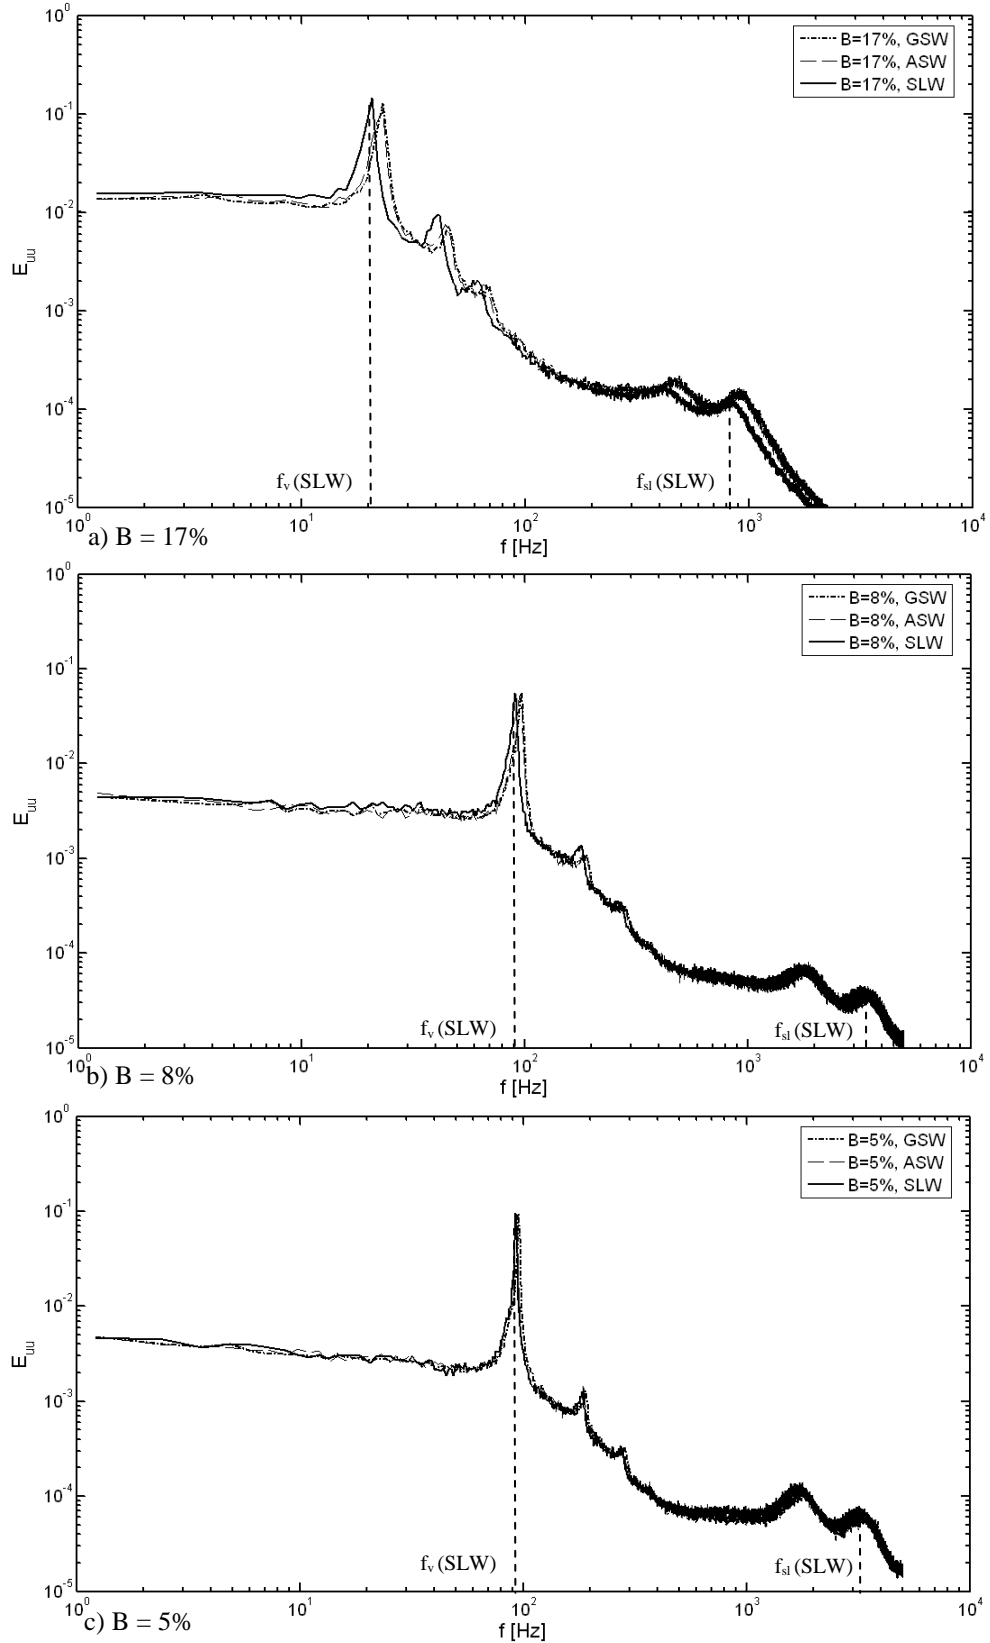 10^0
B=17%, GSW
B=17%, ASW
B=17%, SLW
10^-1
10^-2
E_uu
10^-3
10^-4
f_v (SLW)
f_sl (SLW)
10^-5
10^0
10^1
10^2
10^3
10^4
a) B = 17%
f [Hz]
10^0
B=8%, GSW
B=8%, ASW
B=8%, SLW
10^-1
10^-2
E_uu
10^-3
10^-4
f_v (SLW)
f_sl (SLW)
10^-5
10^0
10^1
10^2
10^3
10^4
b) B = 8%
f [Hz]
10^0
B=5%, GSW
B=5%, ASW
B=5%, SLW
10^-1
10^-2
E_uu
10^-3
10^-4
f_v (SLW)
f_sl (SLW)
10^-5
10^0
10^1
10^2
10^3
10^4
c) B = 5%
f [Hz]